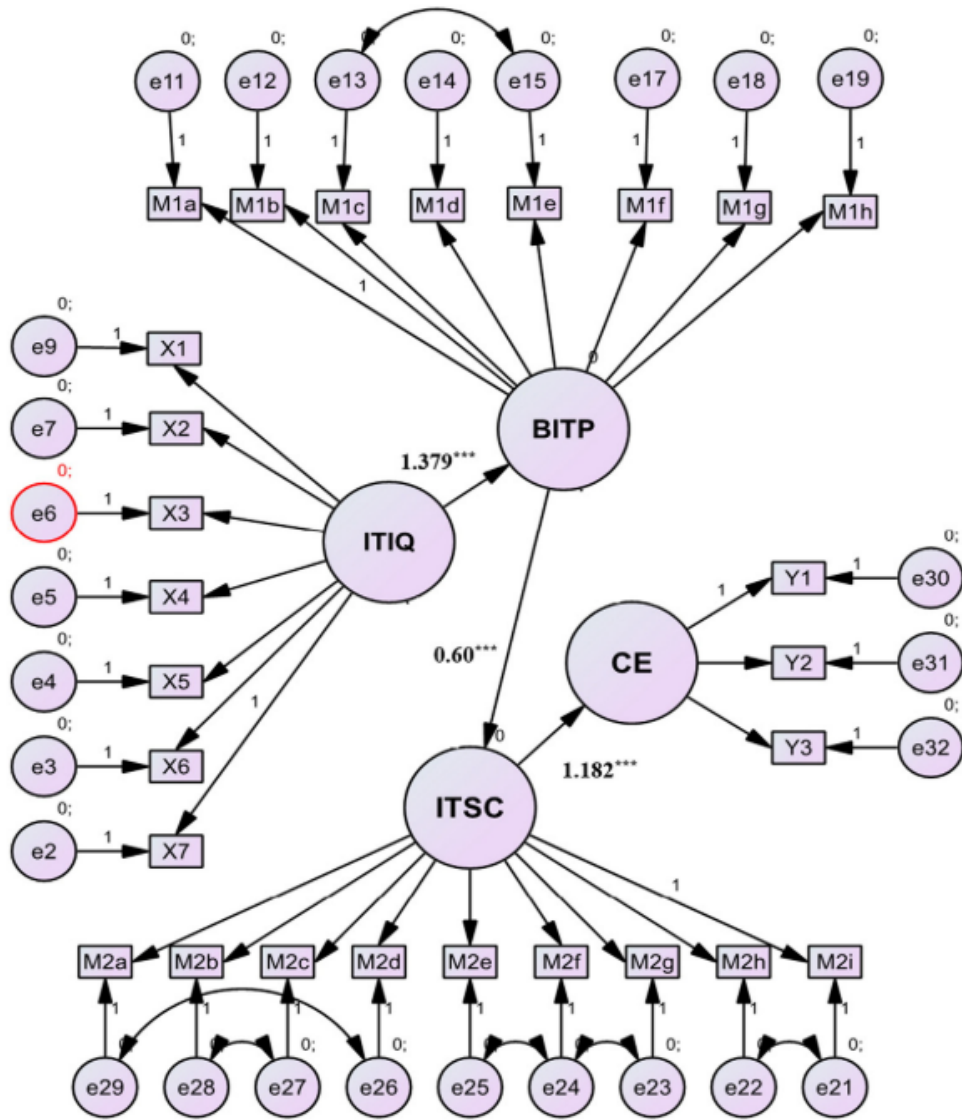 0; 0; 0; 0; 0; 0; 0; 0;
e11 e12 e13 e14 e15 e17 e18 e19
1 1 1 1 1 1 1 1
M1a M1b M1c M1d M1e M1f M1g M1h
1
0;
e9 1 X1
0
BITP
0;
e7 1 X2
1.379***
0;
e6 1 X3
ITIQ
0;
e5 1 X4
0;
e4 1 X5
1
0;
e3 1 X6
0;
e2 1 X7
0.60***
0;
CE 1 Y1 1 e30
0;
Y2 1 e31
0;
Y3 1 e32
0
1.182***
ITSC
1
M2a M2b M2c M2d M2e M2f M2g M2h M2i
1 1 1 1 1 1 1 1 1
0; 0; 0; 0; 0; 0; 0; 0; 0;
e29 e28 e27 e26 e25 e24 e23 e22 e21